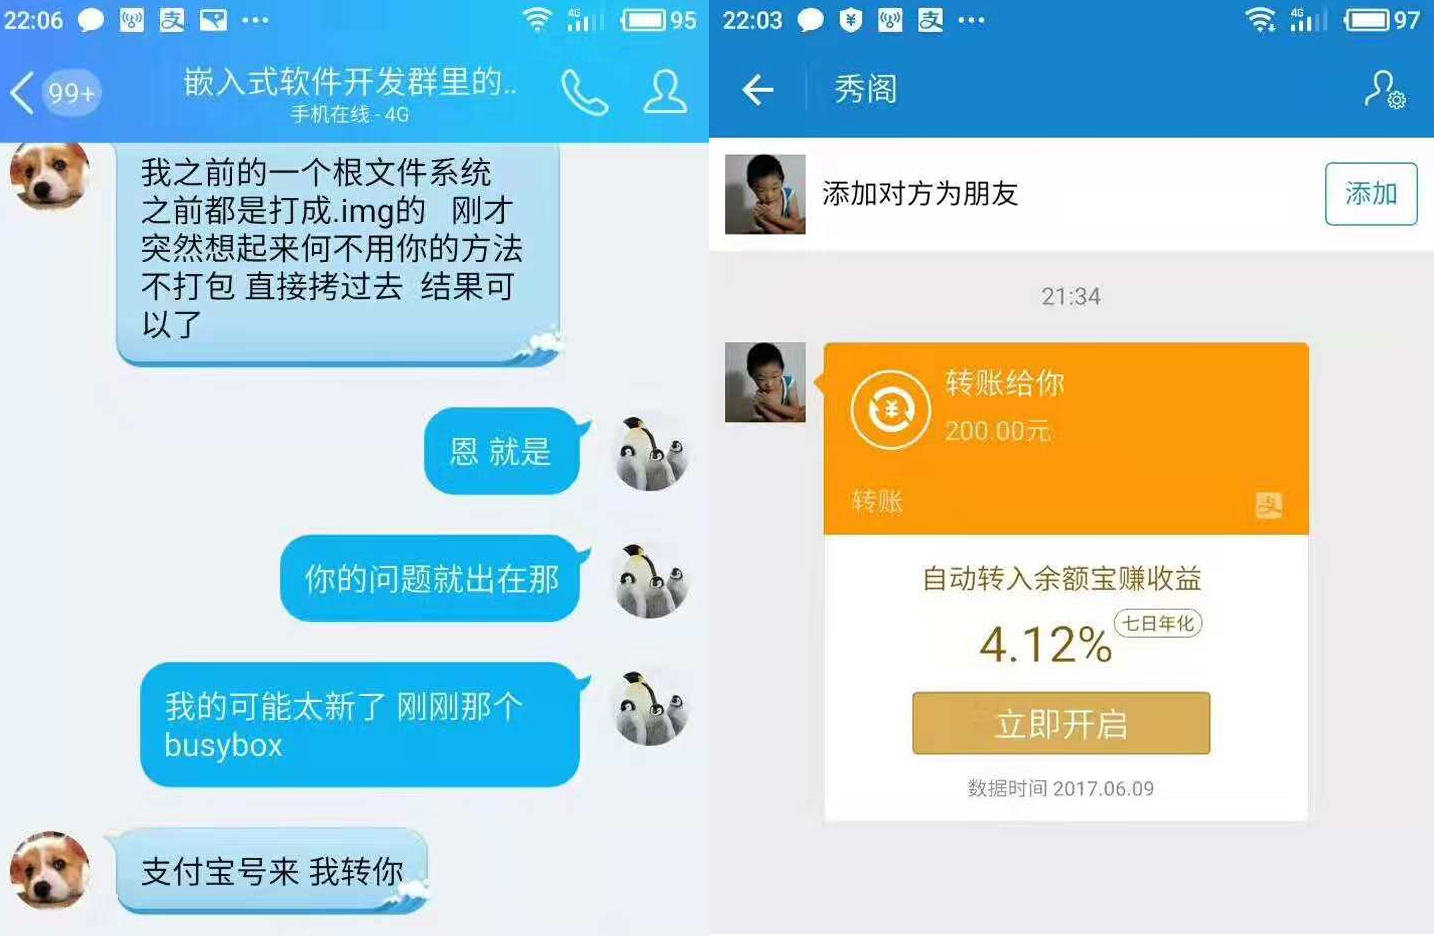 22:06
95
99+
嵌入式软件开发群里的..
手机在线 - 4G
我之前的一个根文件系统
之前都是打成.img的 刚才
突然想起来何不用你的方法
不打包 直接拷过去 结果可
以了
恩 就是
你的问题就出在那
我的可能太新了 刚刚那个
busybox
支付宝号来 我转你
22:03
97
秀阁
添加对方为朋友
添加
21:34
转账给你
200.00元
转账
自动转入余额宝赚收益
4.12%
七日年化
立即开启
数据时间 2017.06.09